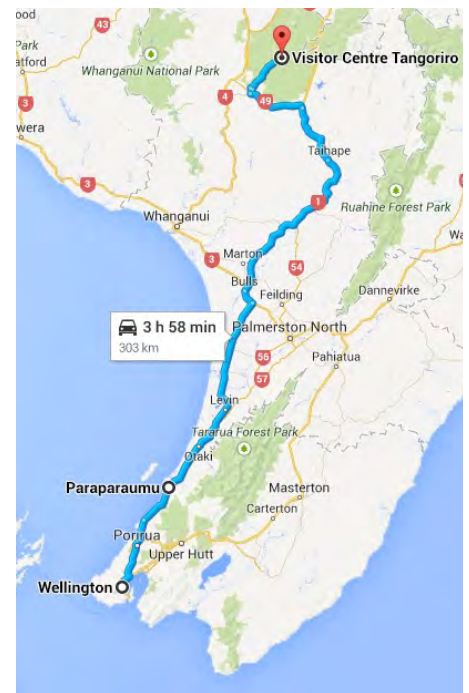 ood
Park
atford
Whanganui National Park
Visitor Centre Tangoriro
3
4
49
wera
Taihape
3
1
Ruahine Forest Park
Whanganui
Wa
3
Marton
54
Bulls
Feilding
Dannevirke
3 h 58 min
303 km
Palmerston North
56
Pahiatua
57
Levin
Tararua Forest Park
Otaki
Paraparaumu
Masterton
Carterton
Porirua
Upper Hutt
Wellington